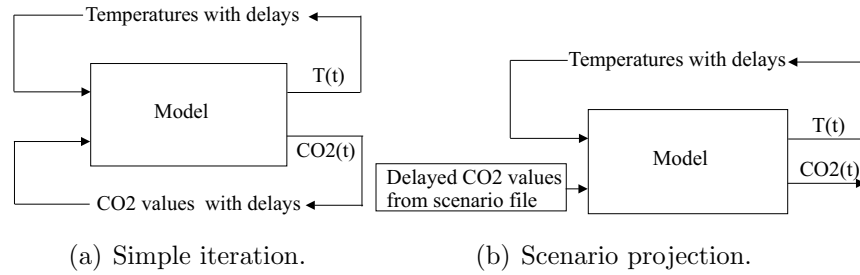 Temperatures with delays
T(t)
Model
CO2(t)
CO2 values with delays
(a) Simple iteration.
Temperatures with delays
T(t)
Model
CO2(t)
Delayed CO2 values
from scenario file
(b) Scenario projection.